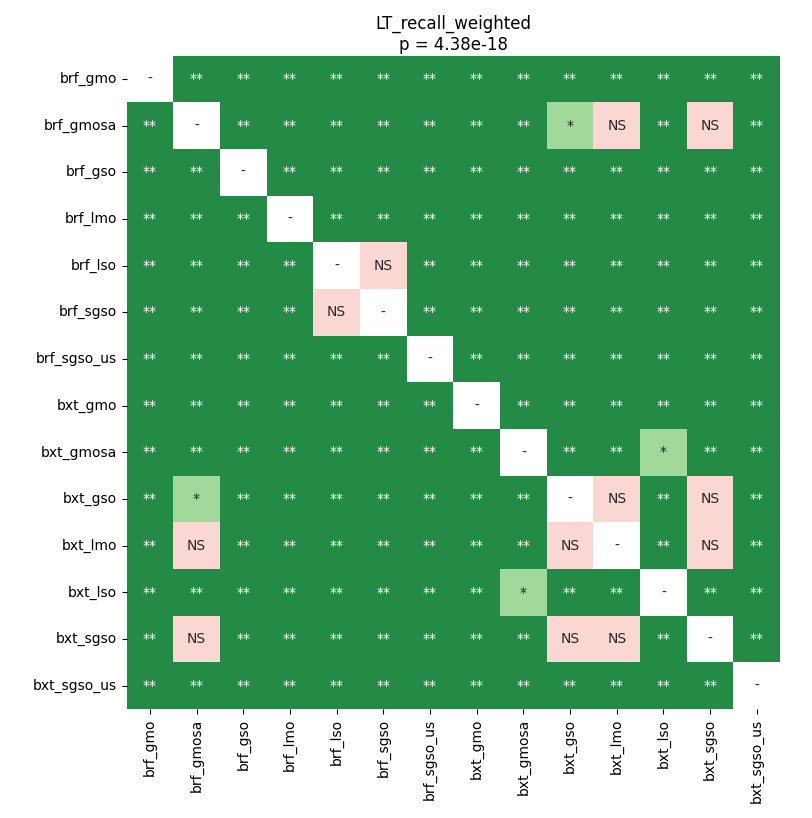 LT_recall_weighted
p = 4.38e-18
brf_gmo - ** ** ** ** ** ** ** ** ** ** ** ** **
brf_gmosa ** - ** ** ** ** ** ** ** * NS ** NS **
brf_gso ** ** - ** ** ** ** ** ** ** ** ** ** **
brf_lmo ** ** ** - ** ** ** ** ** ** ** ** ** **
brf_lso ** ** ** ** - NS ** ** ** ** ** ** ** **
brf_sgso ** ** ** ** NS - ** ** ** ** ** ** ** **
brf_sgso_us ** ** ** ** ** ** - ** ** ** ** ** ** **
bxt_gmo ** ** ** ** ** ** ** - ** ** ** ** ** **
bxt_gmosa ** ** ** ** ** ** ** ** - ** ** * ** **
bxt_gso ** * ** ** ** ** ** ** ** - NS ** NS **
bxt_lmo ** NS ** ** ** ** ** ** ** NS - ** NS **
bxt_lso ** ** ** ** ** ** ** ** * ** ** - ** **
bxt_sgso ** NS ** ** ** ** ** ** ** NS NS ** - **
bxt_sgso_us ** ** ** ** ** ** ** ** ** ** ** ** ** -
brf_gmo
brf_gmosa
brf_gso
brf_lmo
brf_lso
brf_sgso
brf_sgso_us
bxt_gmo
bxt_gmosa
bxt_gso
bxt_lmo
bxt_lso
bxt_sgso
bxt_sgso_us